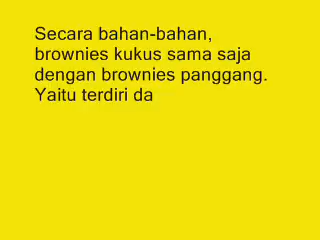 Secara bahan-bahan,
brownies kukus sama saja
dengan brownies panggang.
Yaitu terdiri da